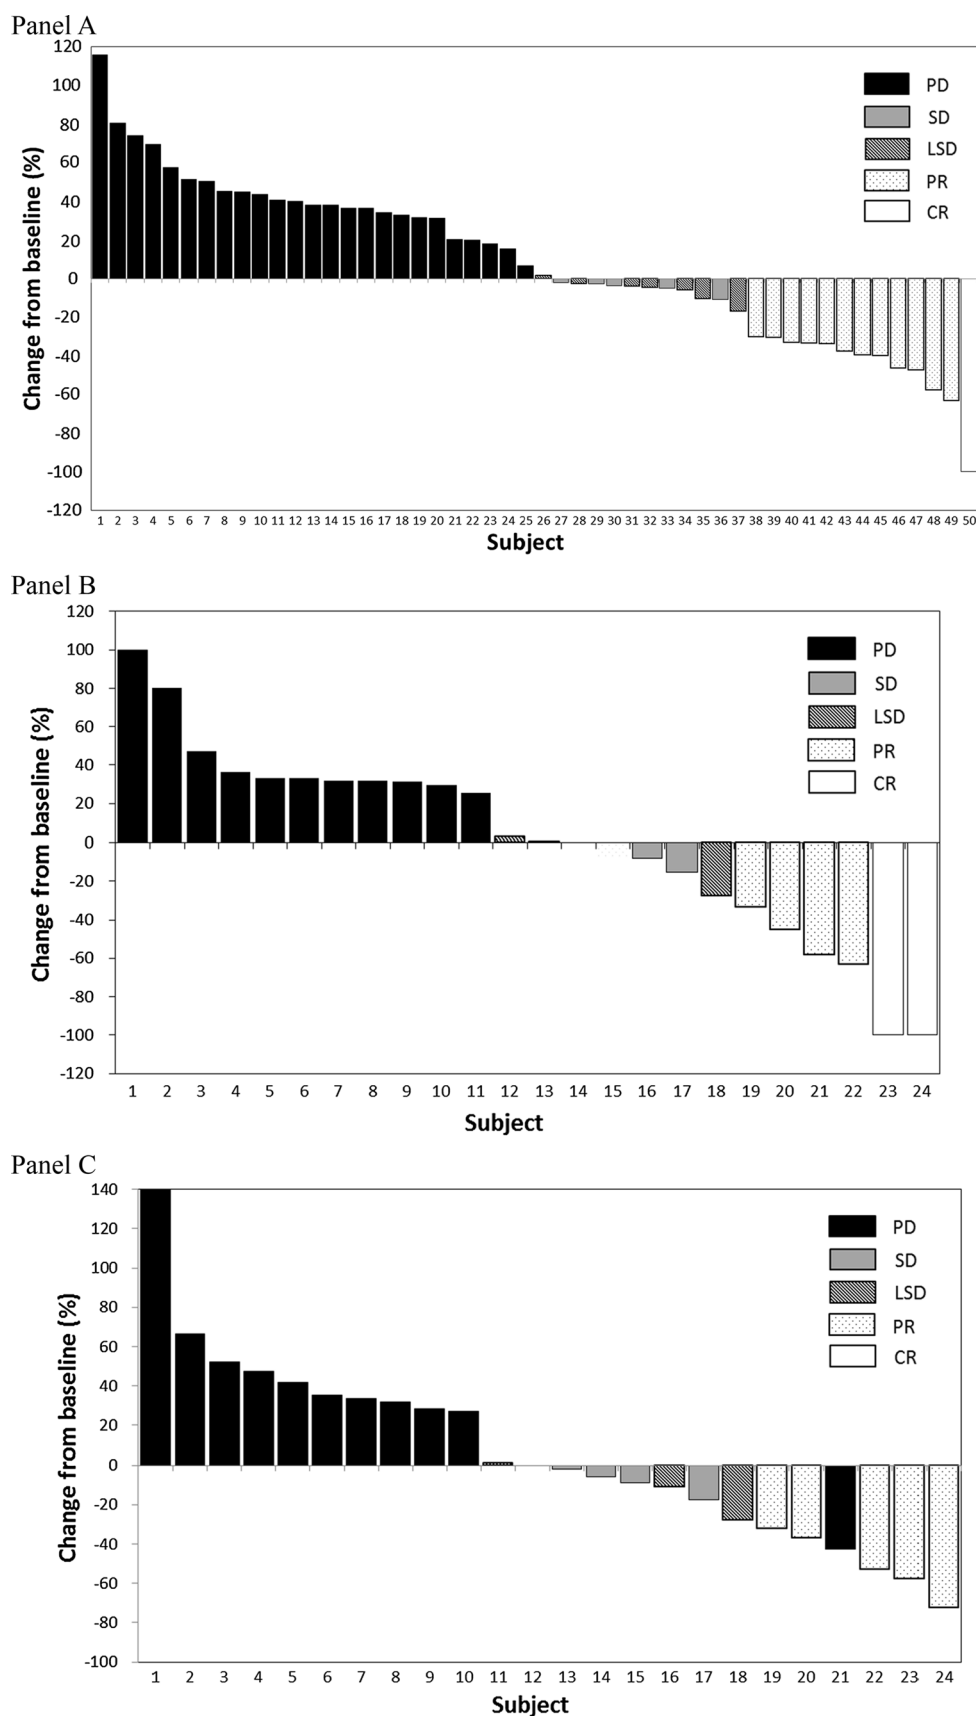 Panel A
120
100
80
60
40
20
0
-20
-40
-60
-80
-100
-120
Change from baseline (%)
PD
SD
LSD
PR
CR
1 2 3 4 5 6 7 8 9 10 11 12 13 14 15 16 17 18 19 20 21 22 23 24 25 26 27 28 29 30 31 32 33 34 35 36 37 38 39 40 41 42 43 44 45 46 47 48 49 50
Subject
Panel B
120
100
80
60
40
20
0
-20
-40
-60
-80
-100
-120
Change from baseline (%)
PD
SD
LSD
PR
CR
1 2 3 4 5 6 7 8 9 10 11 12 13 14 15 16 17 18 19 20 21 22 23 24
Subject
Panel C
140
120
100
80
60
40
20
0
-20
-40
-60
-80
-100
Change from baseline (%)
PD
SD
LSD
PR
CR
1 2 3 4 5 6 7 8 9 10 11 12 13 14 15 16 17 18 19 20 21 22 23 24
Subject